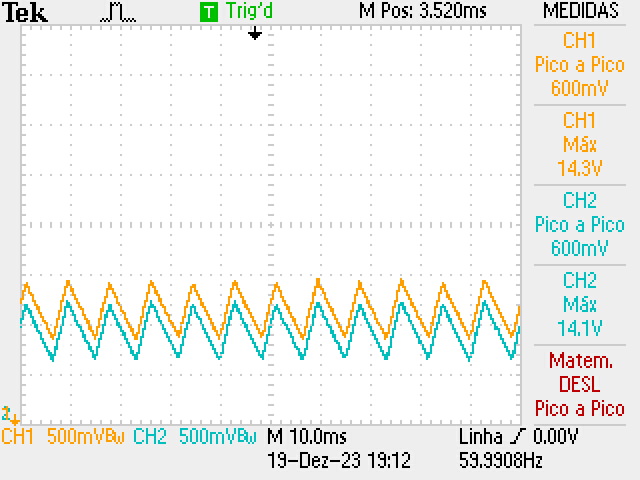 Tek Trig'd M Pos: 3.520ms MEDIDAS
CH1
Pico a Pico
600mV
CH1
Máx
14.3V
CH2
Pico a Pico
600mV
CH2
Máx
14.1V
Matem.
DESL
Pico a Pico
CH1 500mVBw CH2 500mVBw M 10.0ms Linha 0.00V
19-Dez-23 19:12 59.9908Hz